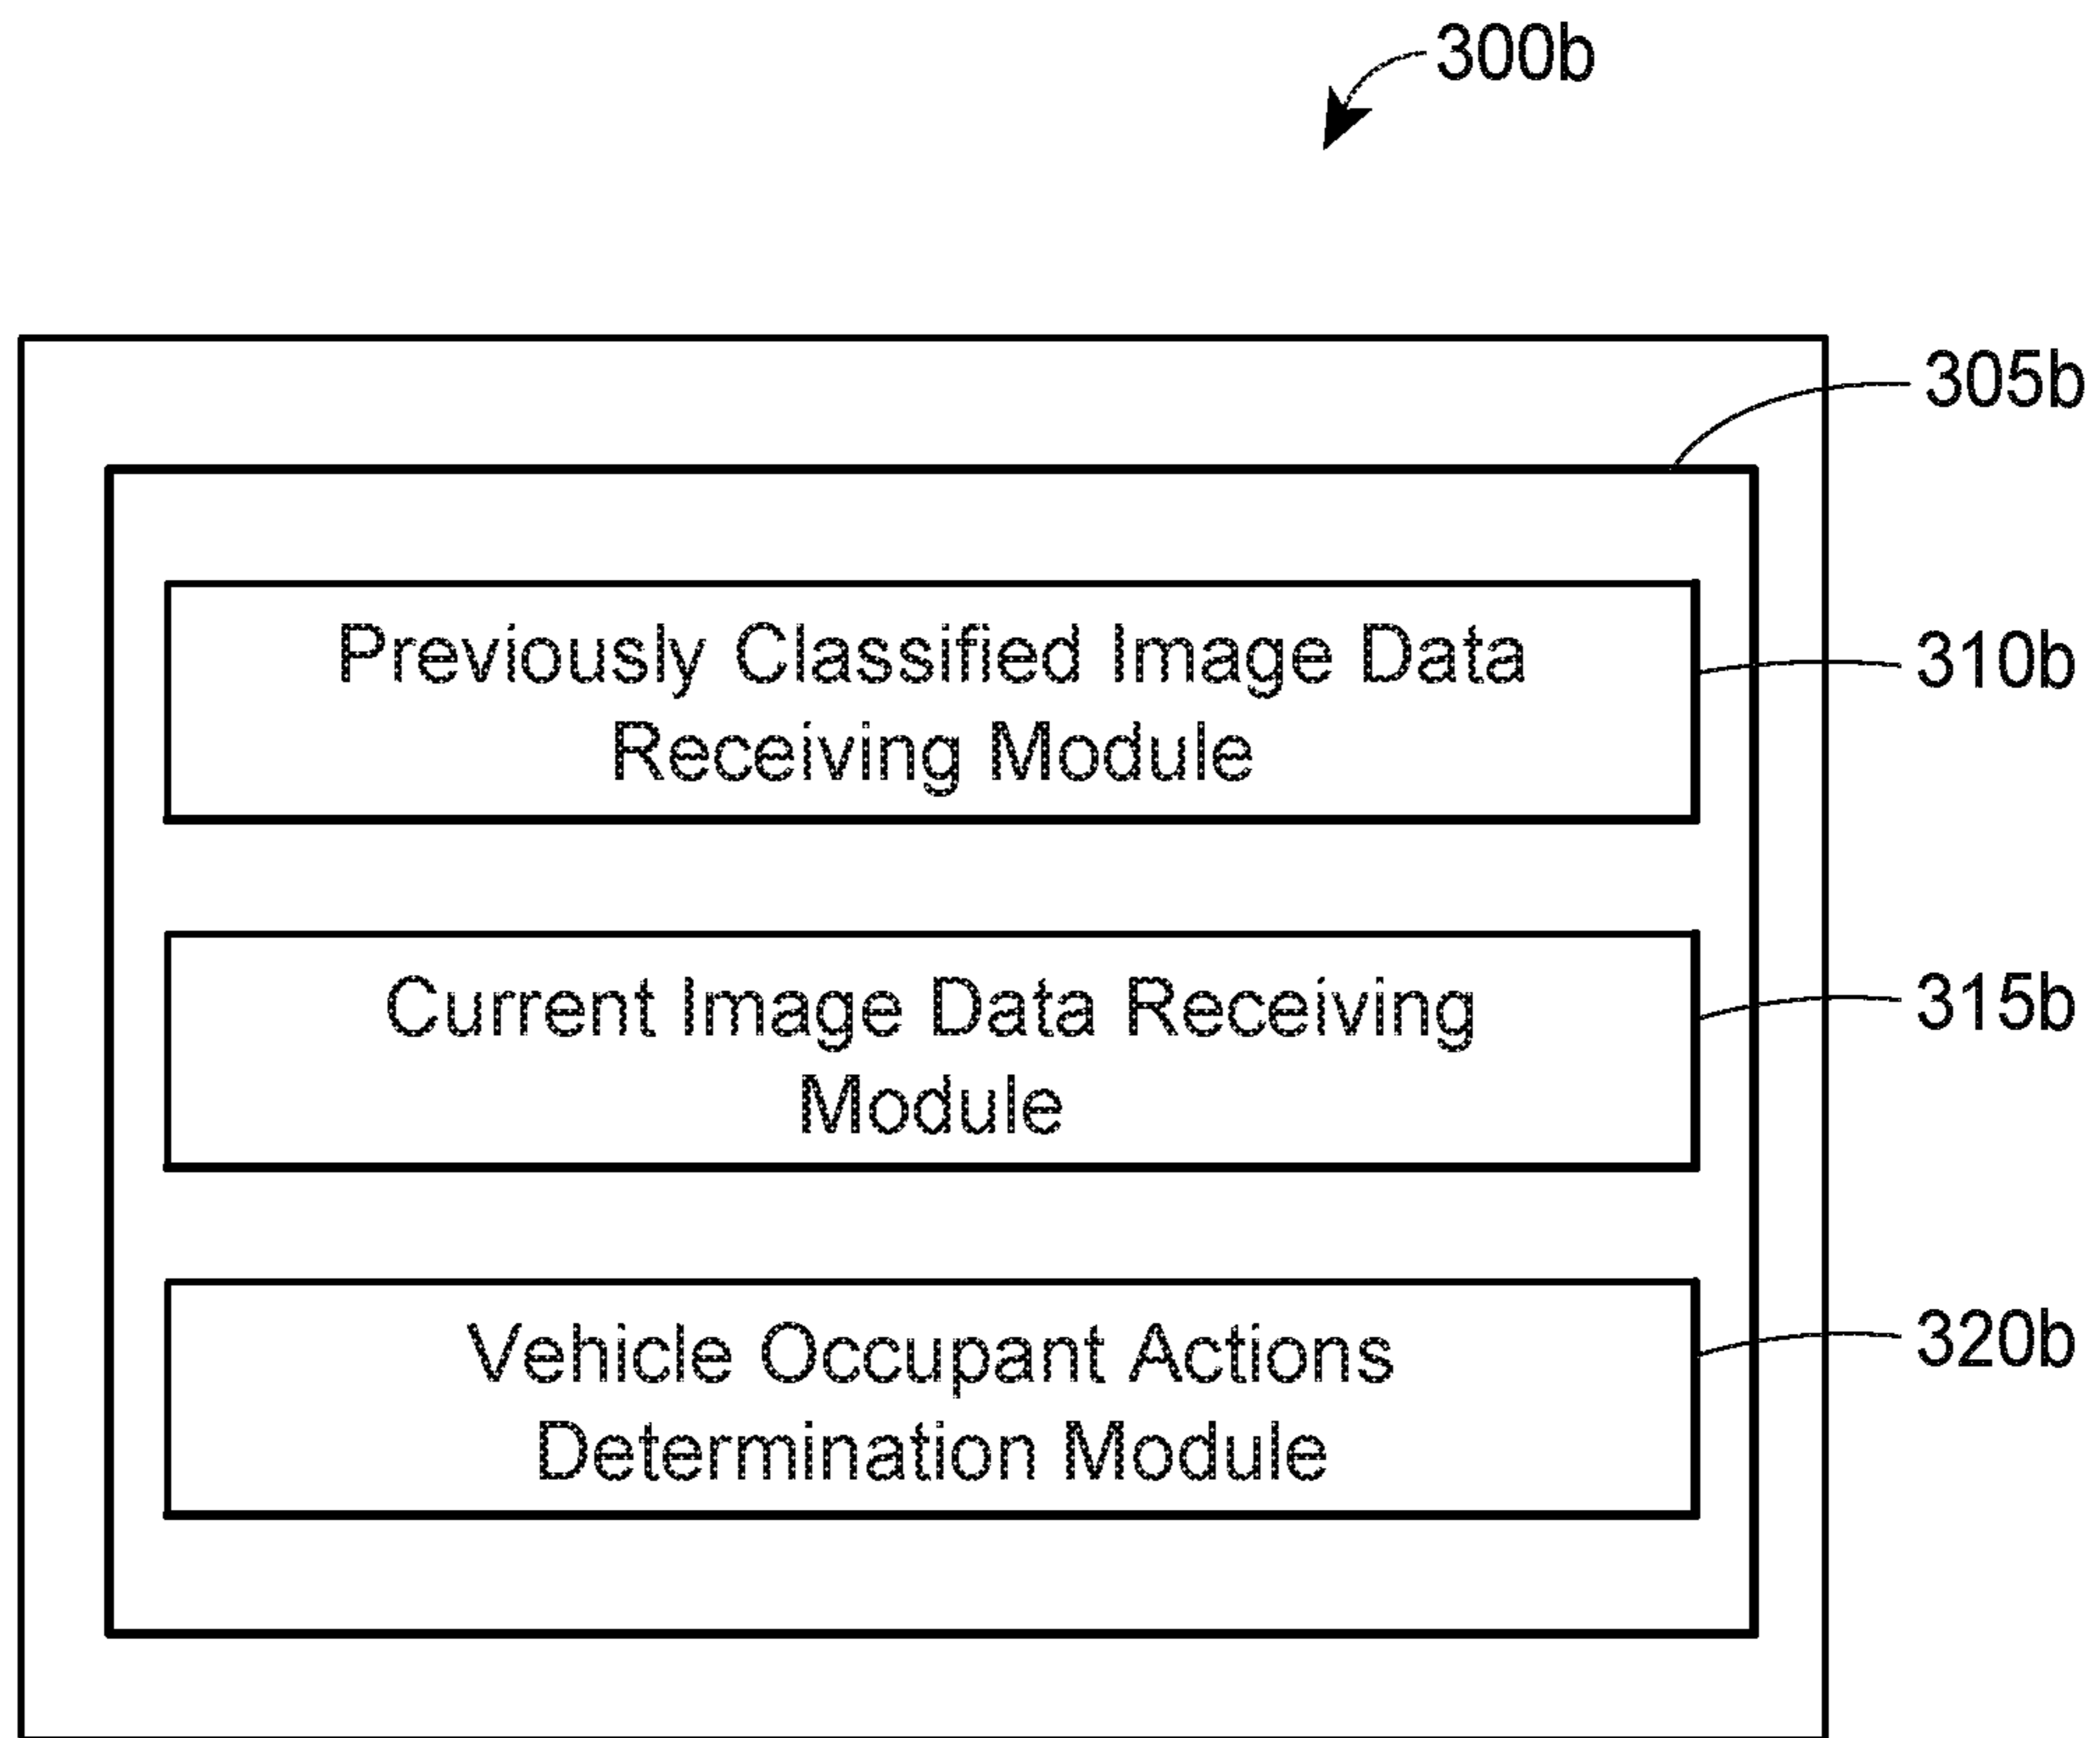 300b
305b
Previously Classified Image Data
Receiving Module
310b
Current Image Data Receiving
Module
315b
Vehicle Occupant Actions
Determination Module
320b